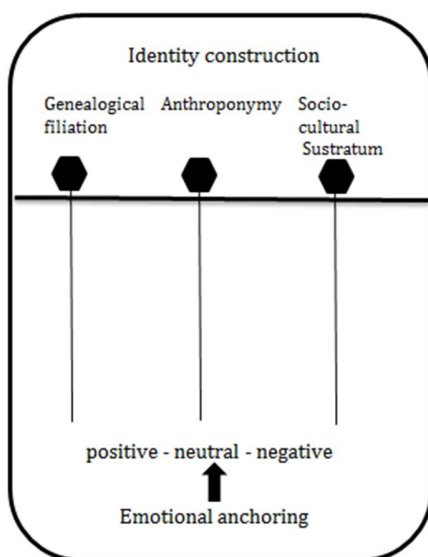 Identity construction
Genealogical filiation
Anthroponymy
Socio-cultural Sustratum
positive - neutral - negative
Emotional anchoring